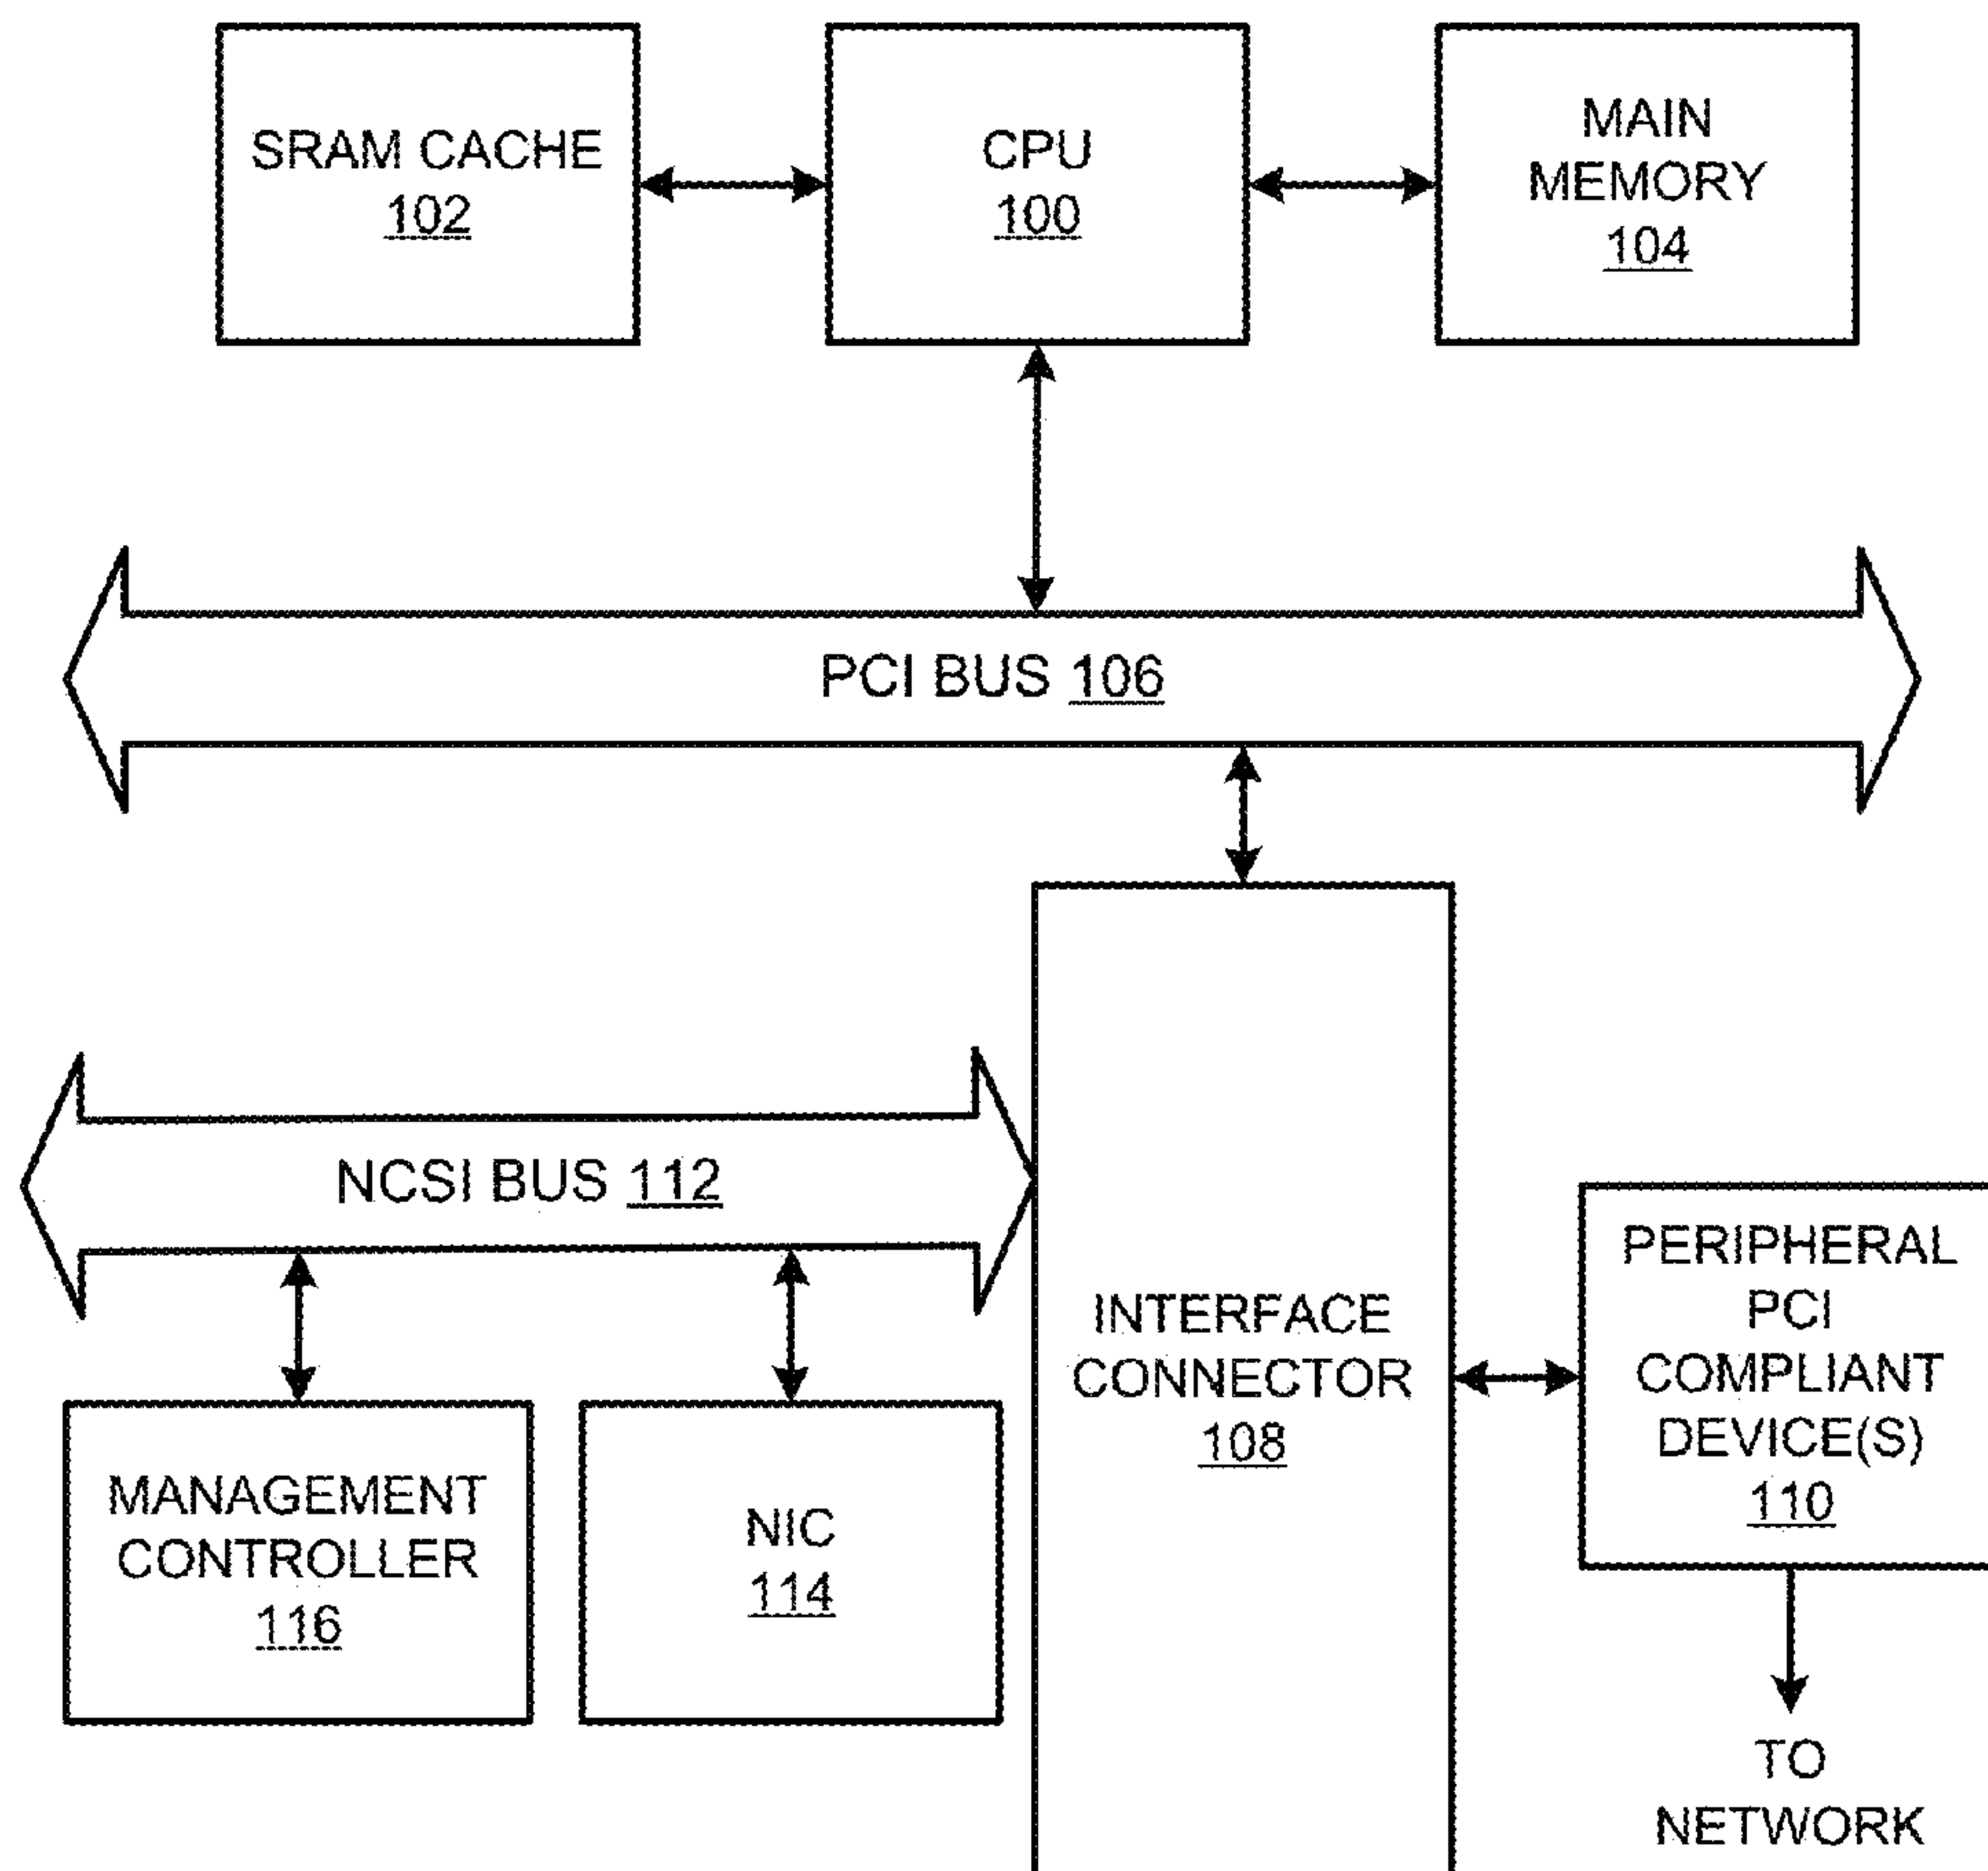 SRAM CACHE
102
CPU
100
MAIN
MEMORY
104
PCI BUS 106
NCSI BUS 112
INTERFACE
CONNECTOR
108
PERIPHERAL
PCI
COMPLIANT
DEVICE(S)
110
MANAGEMENT
CONTROLLER
116
NIC
114
TO
NETWORK